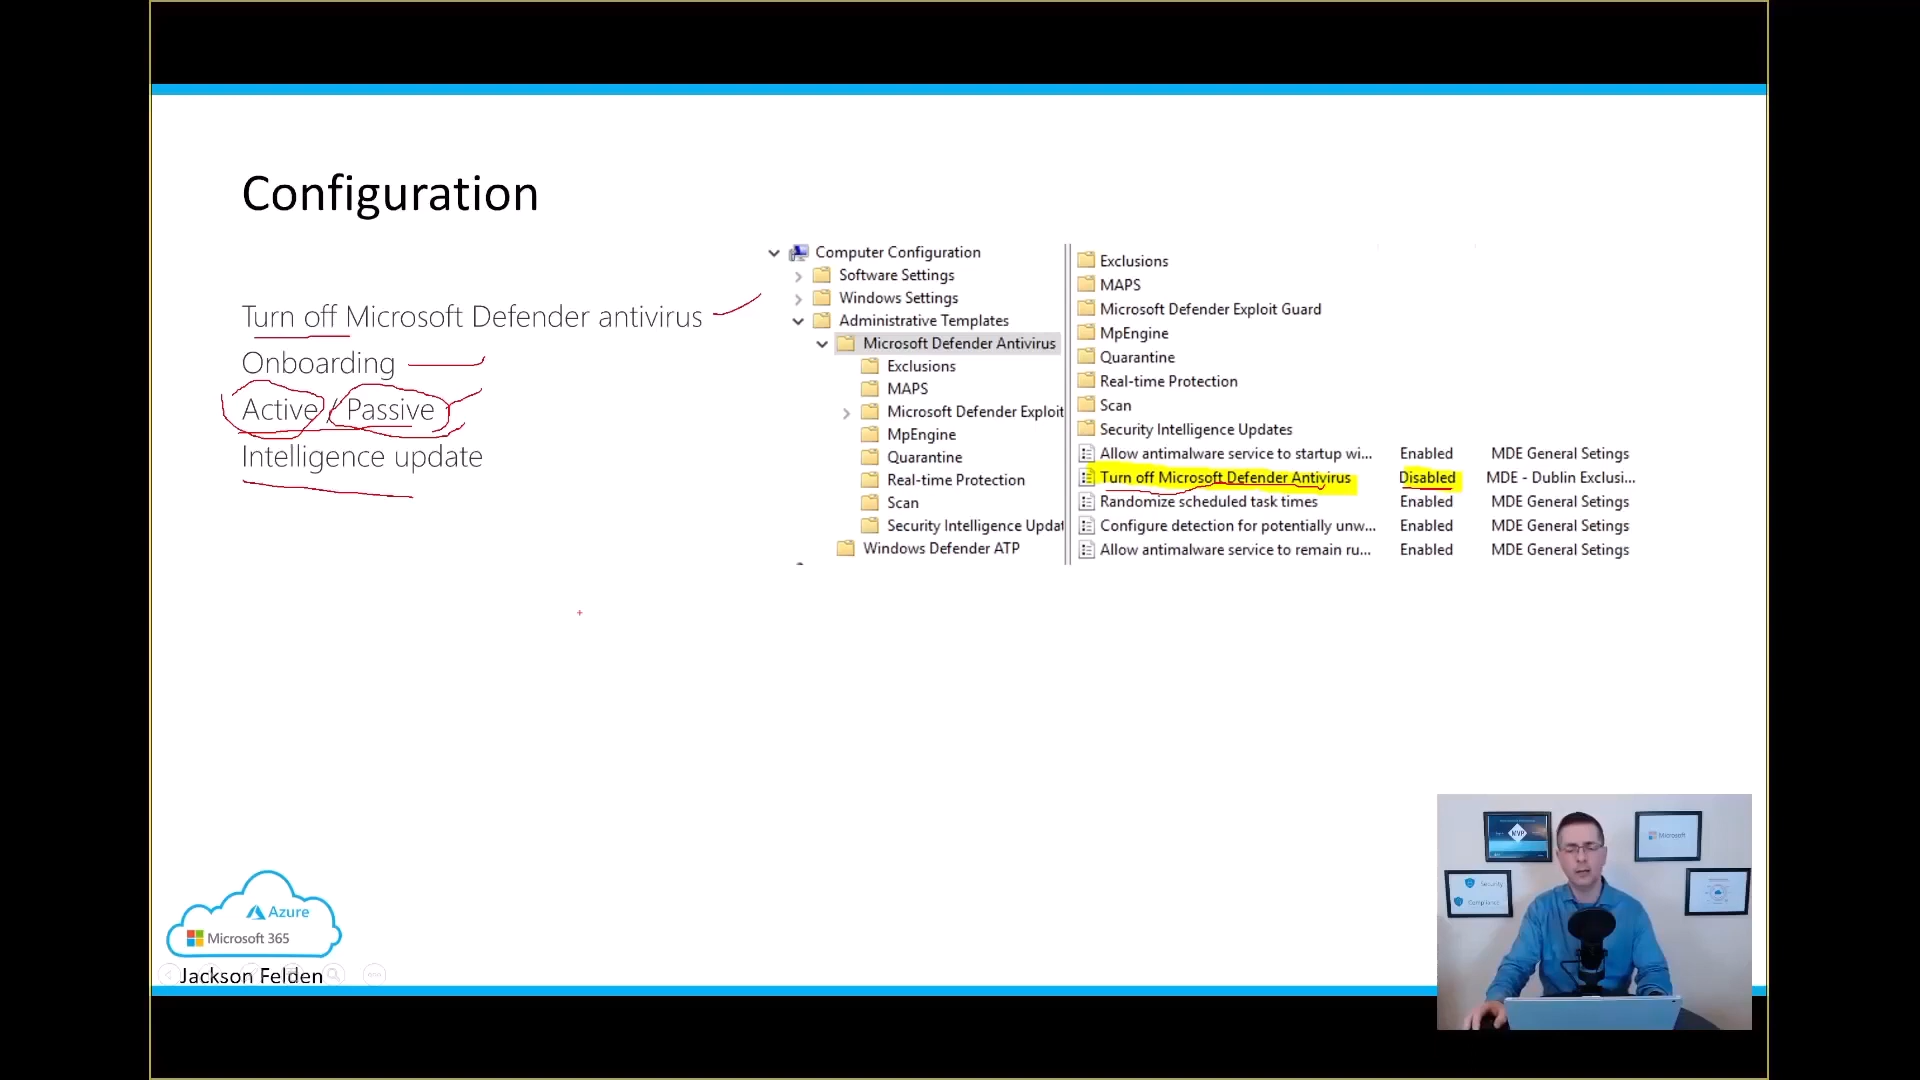 Configuration
Turn off Microsoft Defender antivirus
Onboarding
Active / Passive
Intelligence update
Computer Configuration
Software Settings
Windows Settings
Administrative Templates
Microsoft Defender Antivirus
Exclusions
MAPS
Microsoft Defender Exploit
MpEngine
Quarantine
Real-time Protection
Scan
Security Intelligence Updat
Windows Defender ATP
Exclusions
MAPS
Microsoft Defender Exploit Guard
MpEngine
Quarantine
Real-time Protection
Scan
Security Intelligence Updates
Allow antimalware service to startup wi... Enabled MDE General Setings
Turn off Microsoft Defender Antivirus Disabled MDE - Dublin Exclusi...
Randomize scheduled task times Enabled MDE General Setings
Configure detection for potentially unw... Enabled MDE General Setings
Allow antimalware service to remain ru... Enabled MDE General Setings
Azure
Microsoft 365
Jackson Felden
MVP
Microsoft
Security
Compliance